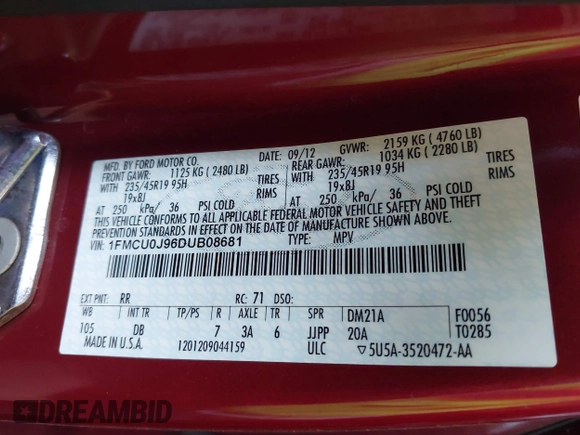 MFD. BY FORD MOTOR CO. DATE: 09/12 GVWR: 2159 KG ( 4760 LB)
FRONT GAWR: 1125 KG ( 2480 LB) REAR GAWR: 1034 KG ( 2280 LB)
WITH 235/45R19 95H TIRES WITH 235/45R19 95H TIRES
19x8J RIMS 19x8J RIMS
AT 250 kPa/ 36 PSI COLD AT 250 kPa/ 36 PSI COLD
THIS VEHICLE CONFORMS TO ALL APPLICABLE FEDERAL MOTOR VEHICLE SAFETY AND THEFT
PREVENTION STANDARDS IN EFFECT ON THE DATE OF MANUFACTURE SHOWN ABOVE.
VIN: 1FMCU0J96DUB08681 TYPE: MPV
EXT PNT: RR RC: 71 DSO:
WB INT TR TP/PS R AXLE TR SPR DM21A F0056
105 DB 7 3A 6 JJPP 20A T0285
MADE IN U.S.A. 1201209044159 ULC 5U5A-3520472-AA
DREAMBID